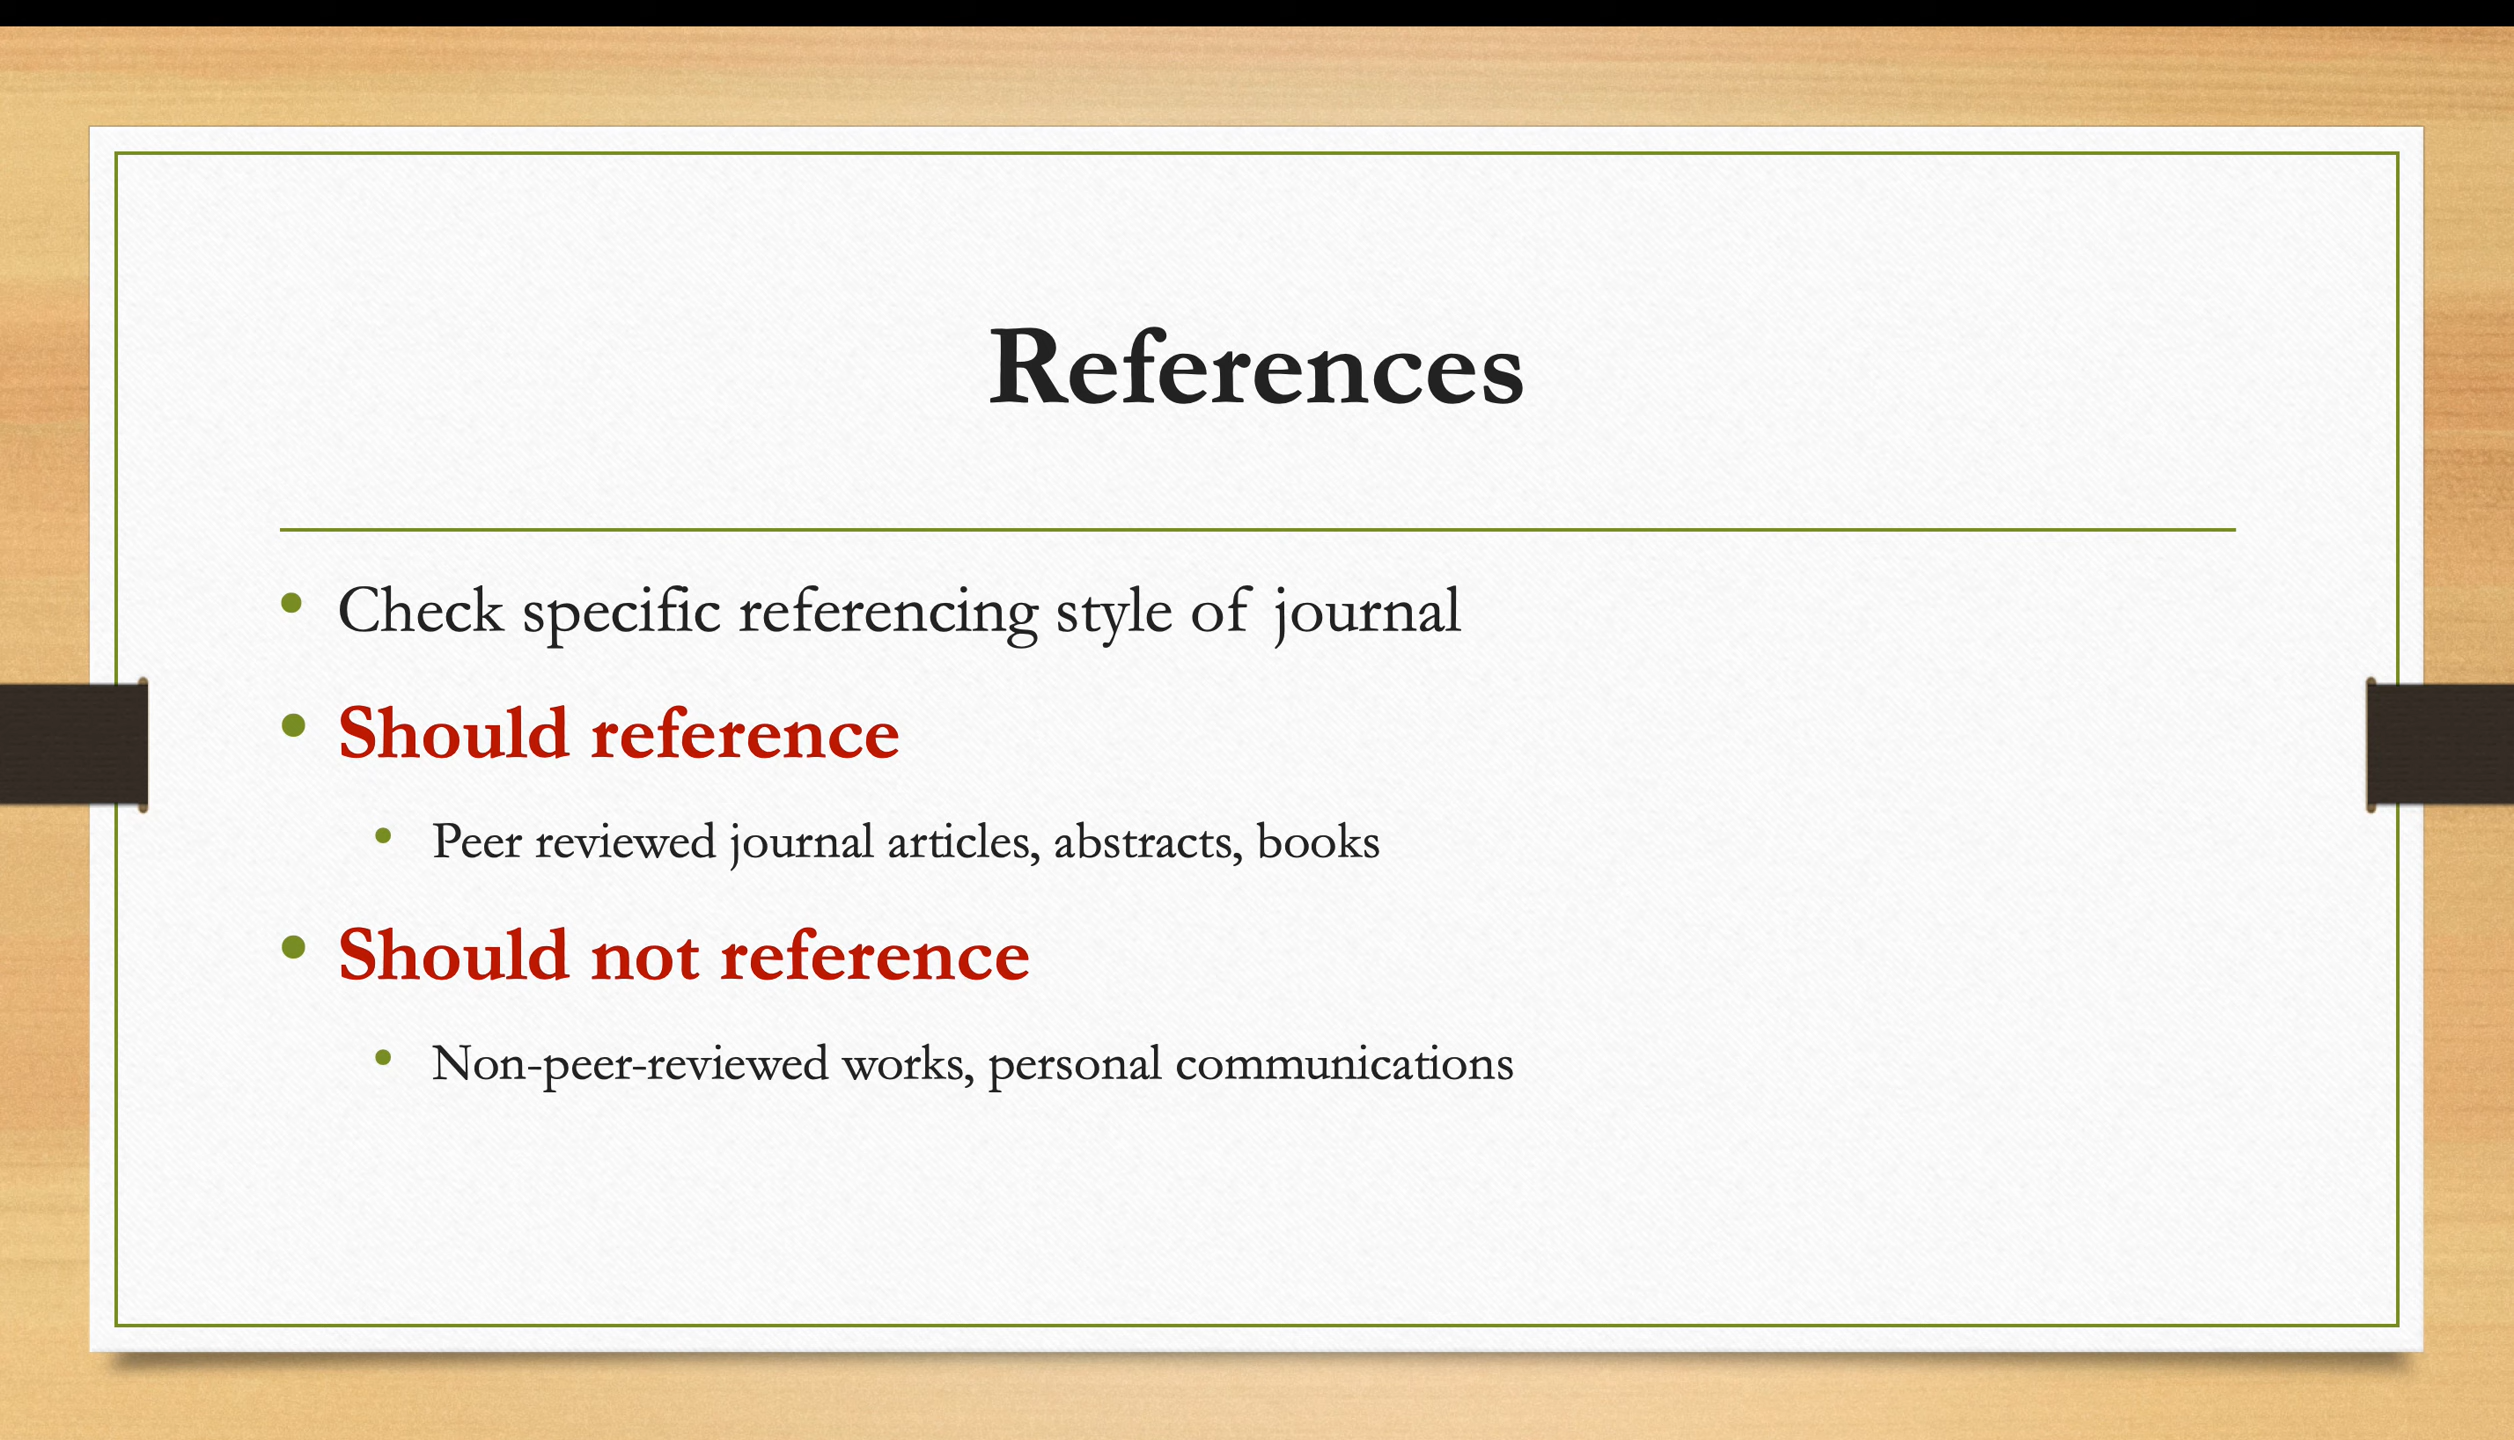 References
• Check specific referencing style of journal
• Should reference
• Peer reviewed journal articles, abstracts, books
• Should not reference
• Non-peer-reviewed works, personal communications